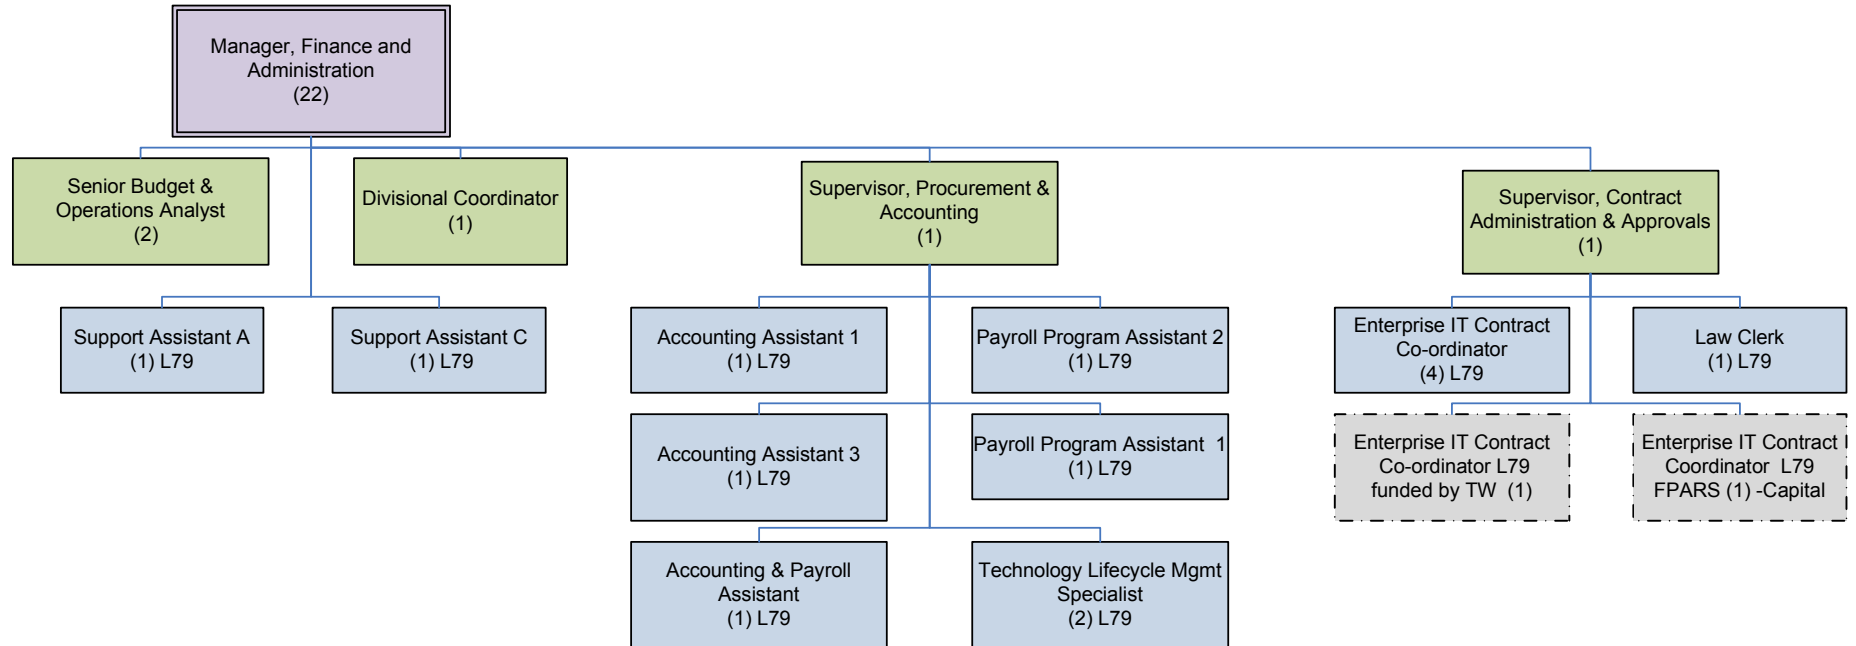 Manager, Finance and
Administration
(22)
Senior Budget &
Operations Analyst
(2)
Divisional Coordinator
(1)
Supervisor, Procurement &
Accounting
(1)
Supervisor, Contract
Administration & Approvals
(1)
Support Assistant A
(1) L79
Support Assistant C
(1) L79
Accounting Assistant 1
(1) L79
Payroll Program Assistant 2
(1) L79
Enterprise IT Contract
Co-ordinator
(4) L79
Law Clerk
(1) L79
Accounting Assistant 3
(1) L79
Payroll Program Assistant 1
(1) L79
Enterprise IT Contract
Co-ordinator L79
funded by TW (1)
Enterprise IT Contract
Coordinator L79
FPARS (1) -Capital
Accounting & Payroll
Assistant
(1) L79
Technology Lifecycle Mgmt
Specialist
(2) L79